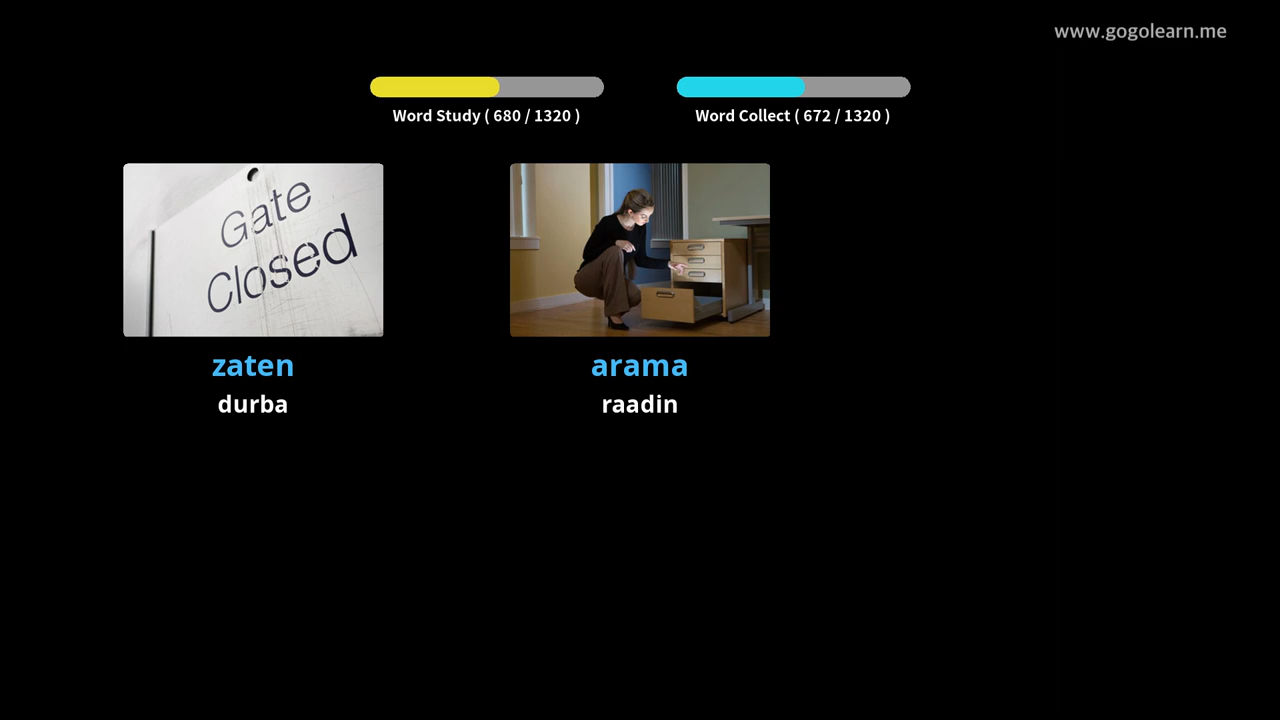 www.gogolearn.me
Word Study ( 680 / 1320 )
Word Collect ( 672 / 1320 )
Gate
Closed
zaten
durba
arama
raadin